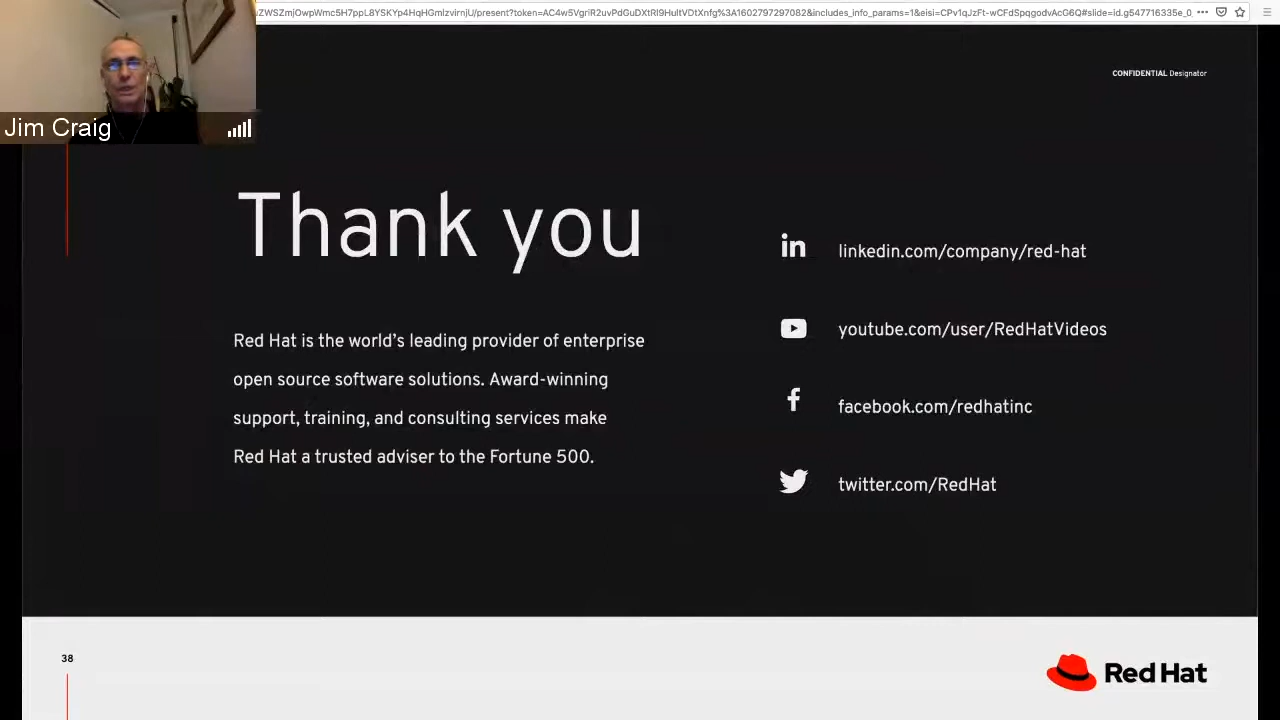 CONFIDENTIAL Designator
Jim Craig
Thank you
Red Hat is the world's leading provider of enterprise
open source software solutions. Award-winning
support, training, and consulting services make
Red Hat a trusted adviser to the Fortune 500.
in linkedin.com/company/red-hat
youtube.com/user/RedHatVideos
f facebook.com/redhatinc
twitter.com/RedHat
38
Red Hat